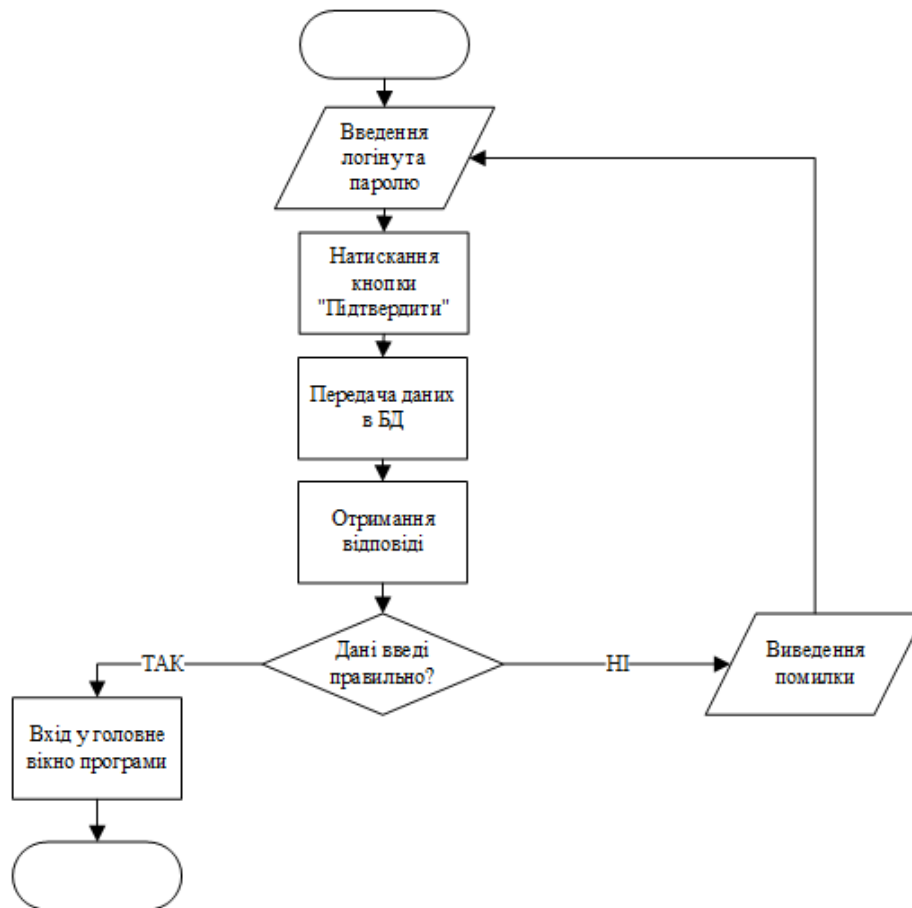 Введення
логіну та
паролю
Натискання
кнопки
"Підтвердити"
Передача даних
в БД
Отримання
відповіді
Дані введі
правильно?
ТАК
НІ
Виведення
помилки
Вхід у головне
вікно програми